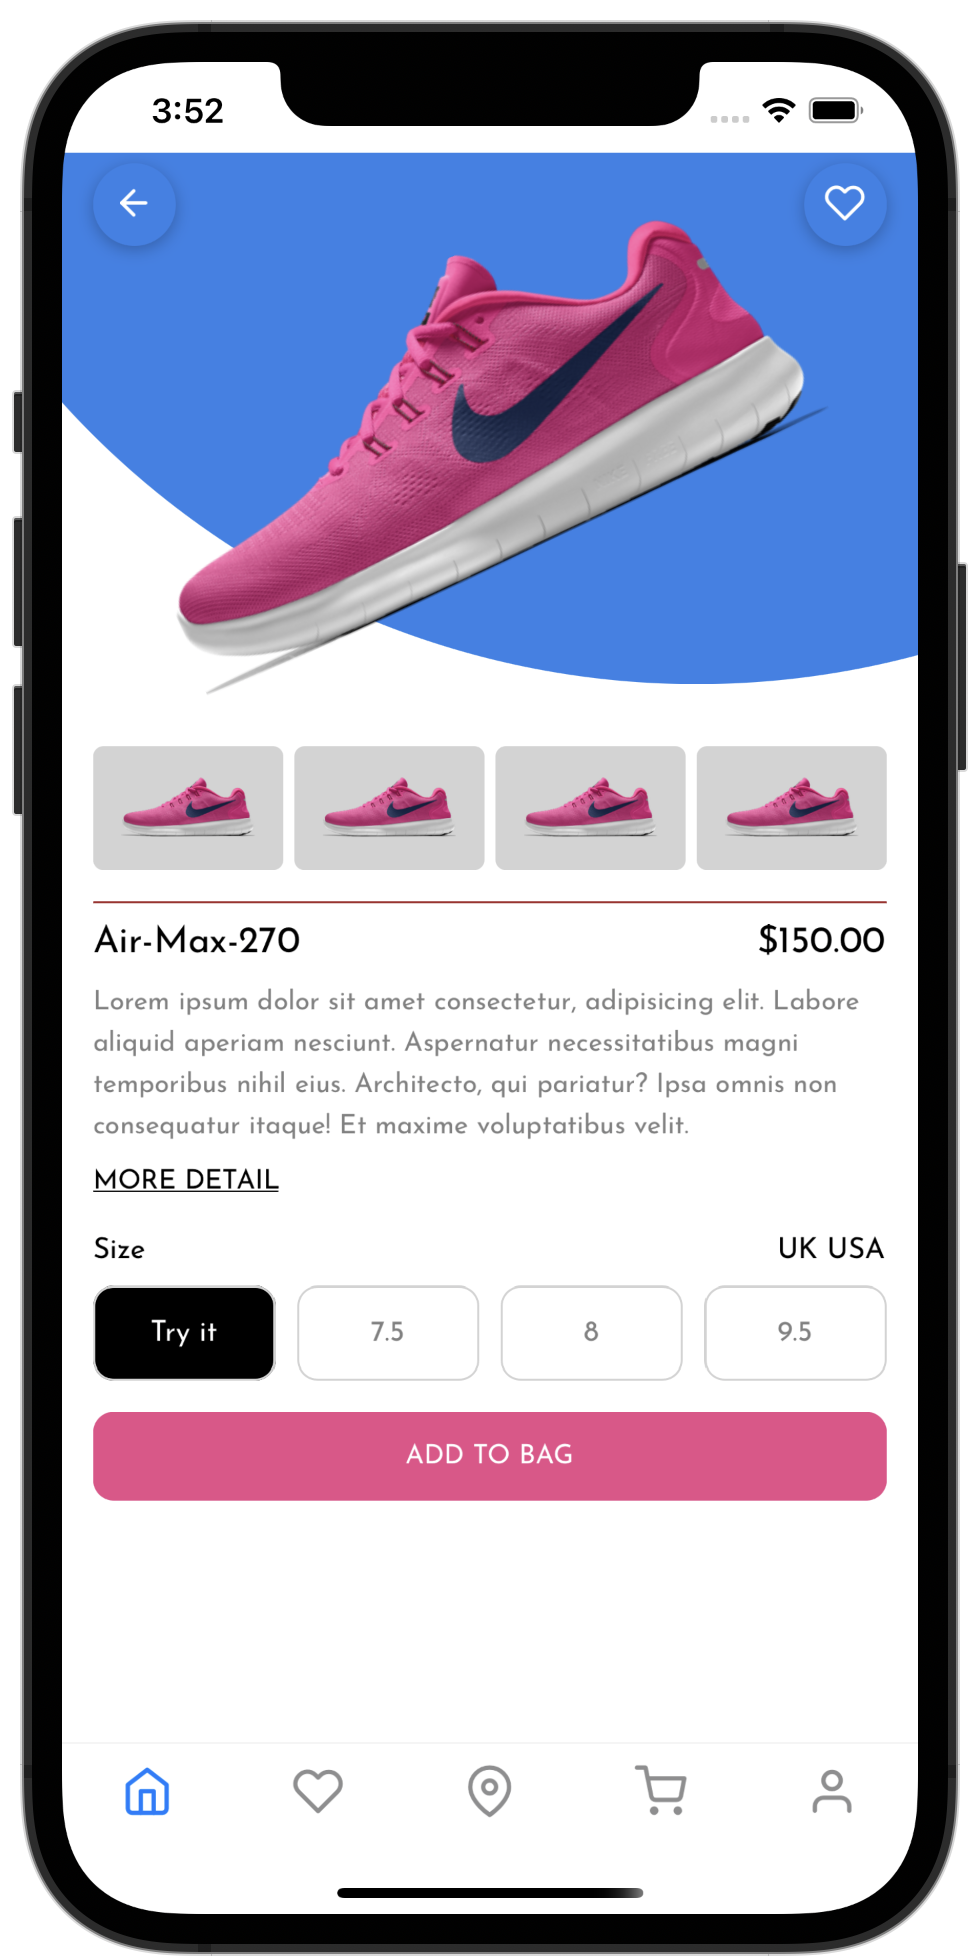 3:52
Air-Max-270 $150.00
Lorem ipsum dolor sit amet consectetur, adipisicing elit. Labore
aliquid aperiam nesciunt. Aspernatur necessitatibus magni
temporibus nihil eius. Architecto, qui pariatur? Ipsa omnis non
consequatur itaque! Et maxime voluptatibus velit.
MORE DETAIL
Size UK USA
Try it 7.5 8 9.5
ADD TO BAG